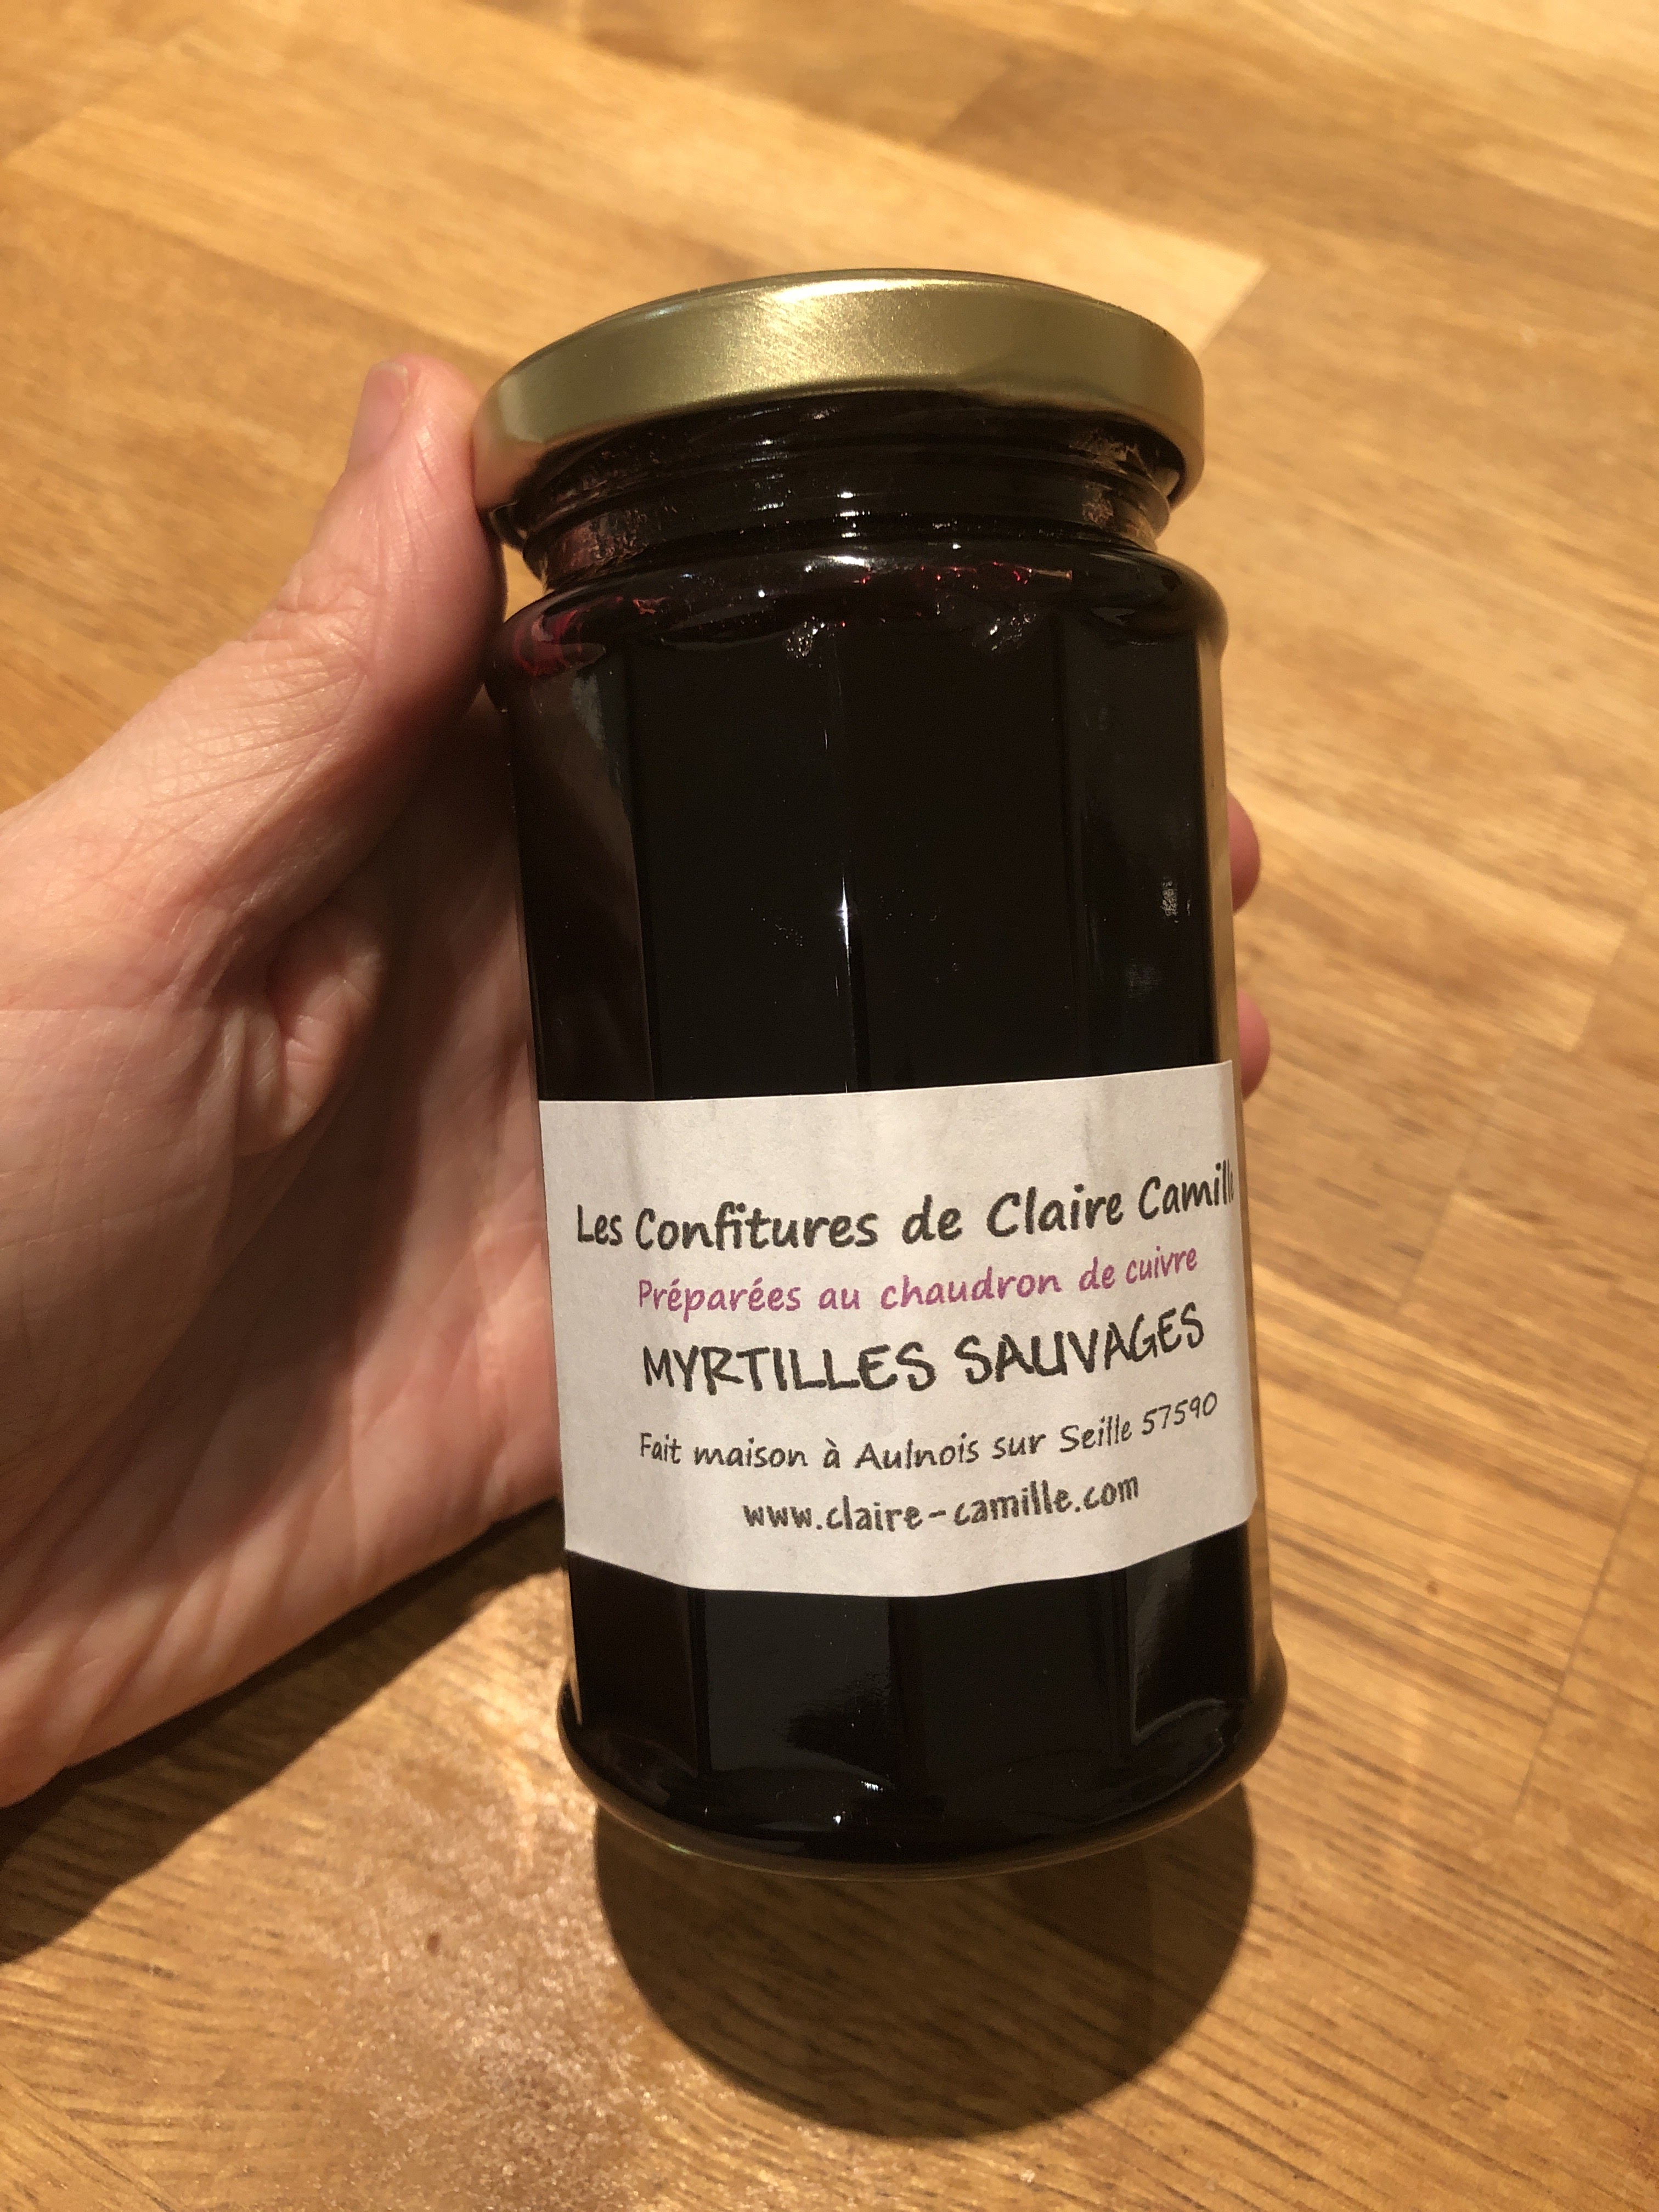 Les Confitures de Claire Camille
Préparées au chaudron de cuivre
MYRTILLES SAUVAGES
Fait maison à Aulnois sur Seille 57590
www.claire-camille.com